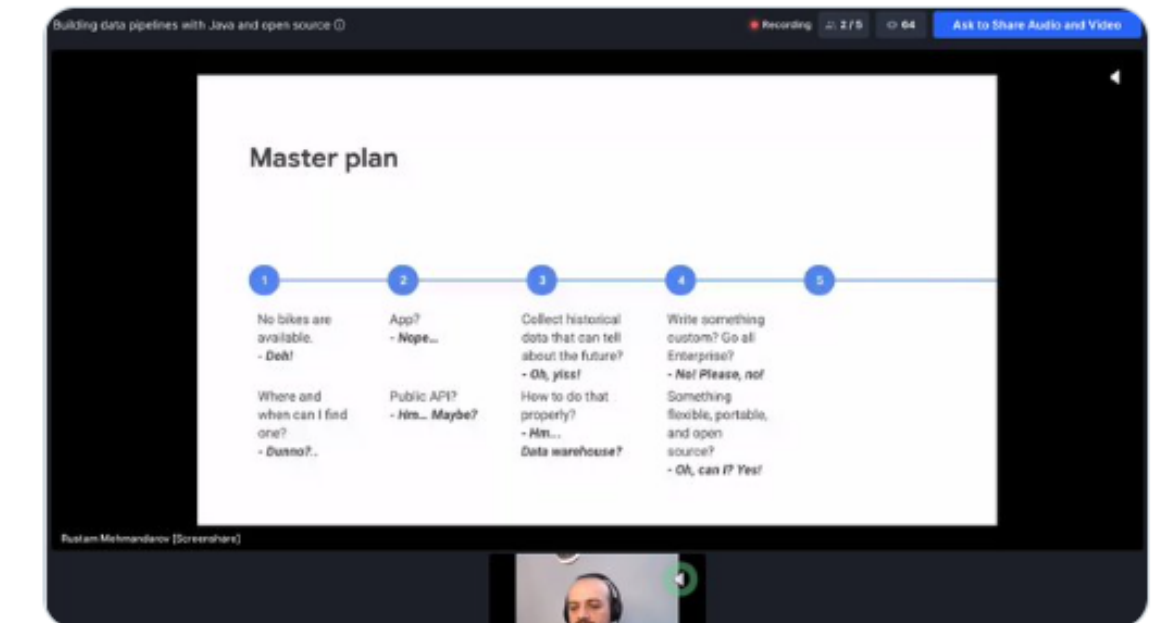 Building data pipelines with Java and open source
Recording
2/5
64
Ask to Share Audio and Video
Master plan
1
2
3
4
5
No bikes are
available.
- Doh!
Where and
when can I find
one?
- Dunno?..
App?
- Nope...
Public API?
- Hm... Maybe?
Collect historical
data that can tell
about the future?
- Oh, yiss!
How to do that
properly?
- Hm...
Data warehouse?
Write something
custom? Go all
Enterprise?
- No! Please, no!
Something
flexible, portable,
and open
source?
- Oh, can I? Yes!
Rustam Mehmandarov [Screenshare]